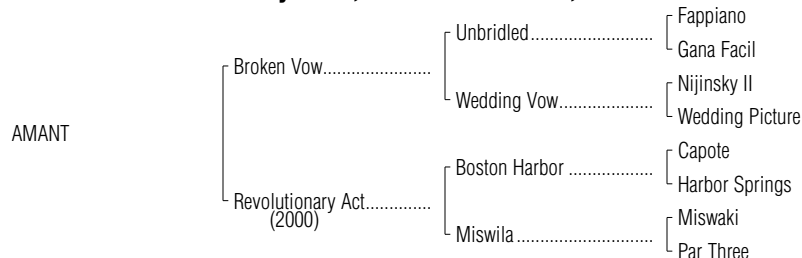 Fappiano
Unbridled............................
Gana Facil
Broken Vow.........................
Nijinsky II
Wedding Vow......................
Wedding Picture
AMANT
Capote
Boston Harbor ...................
Harbor Springs
Revolutionary Act...............
(2000)
Miswaki
Miswila ...............................
Par Three